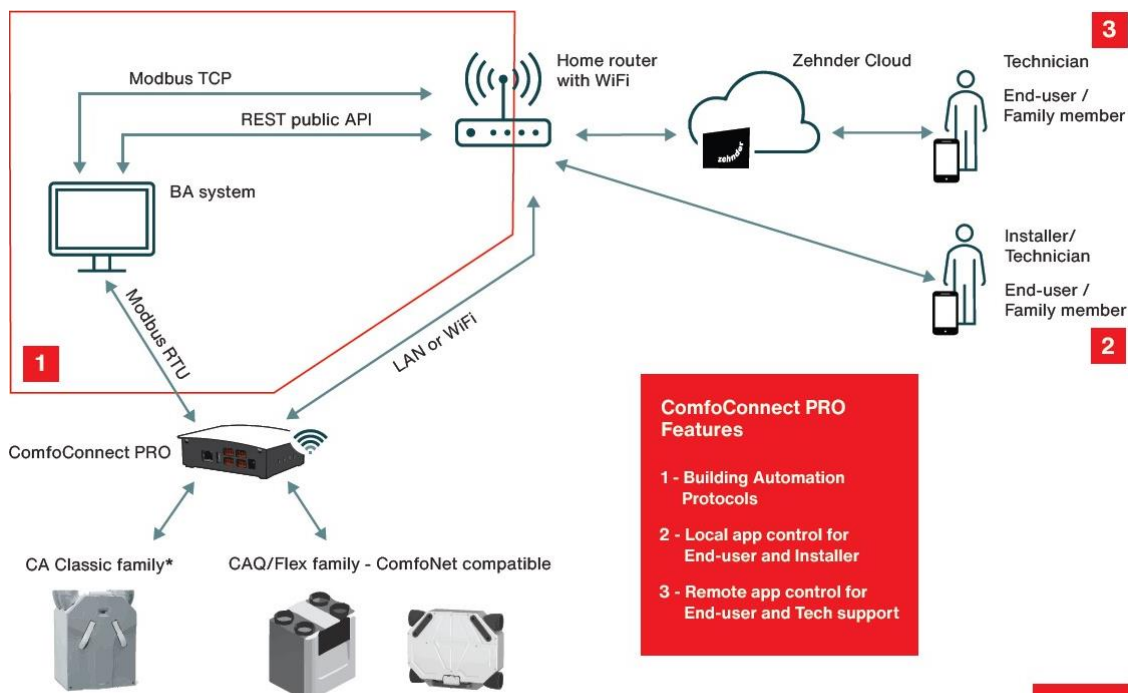 3
Technician
End-user /
Family member
Zehnder Cloud
Home router
with WiFi
Modbus TCP
REST public API
BA system
zehnder
Installer/
Technician
End-user /
Family member
2
1
Modbus RTU
LAN or WiFi
ComfoConnect PRO
CA Classic family*
CAQ/Flex family - ComfoNet compatible
ComfoConnect PRO
Features
1 - Building Automation
Protocols
2 - Local app control for
End-user and Installer
3 - Remote app control for
End-user and Tech support